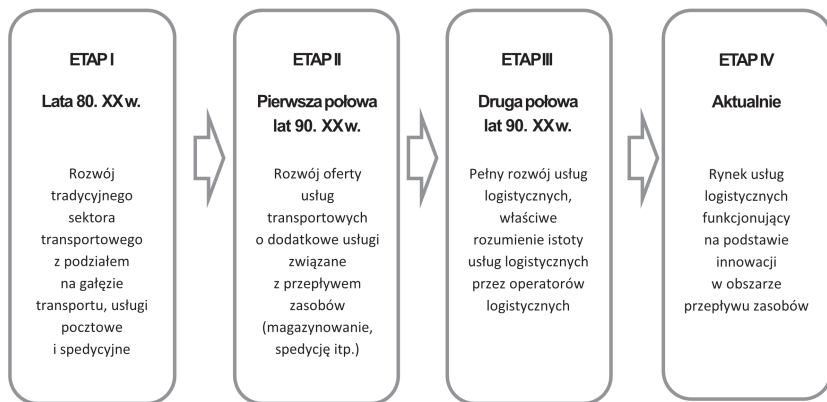 ETAP I
Lata 80. XX w.
Rozwój
tradycyjnego
sektora
transportowego
z podziałem
na gałęzie
transportu, usługi
pocztowe
i spedycyjne
ETAP II
Pierwsza połowa
lat 90. XX w.
Rozwój oferty
usług
transportowych
o dodatkowe usługi
związane
z przepływem
zasobów
(magazynowanie,
spedycję itp.)
ETAP III
Druga połowa
lat 90. XX w.
Pełny rozwój usług
logistycznych,
właściwe
rozumienie istoty
usług logistycznych
przez operatorów
logistycznych
ETAP IV
Aktualnie
Rynek usług
logistycznych
funkcjonujący
na podstawie
innowacji
w obszarze
przepływu zasobów